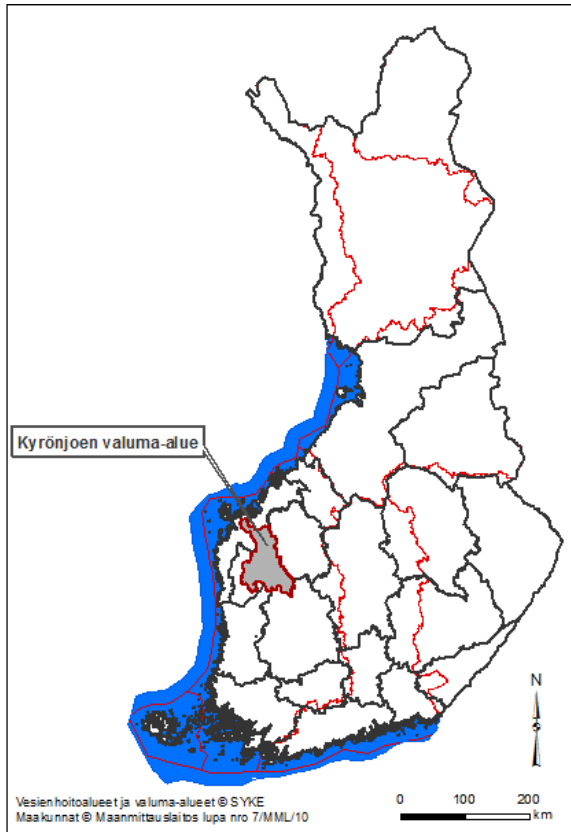 Kyrönjoen valuma-alue
N
Vesienhoitoalueet ja valuma-alueet © SYKE
Maakunnat © Maanmittauslaitos lupa nro 7/MML/10
0 100 200
km